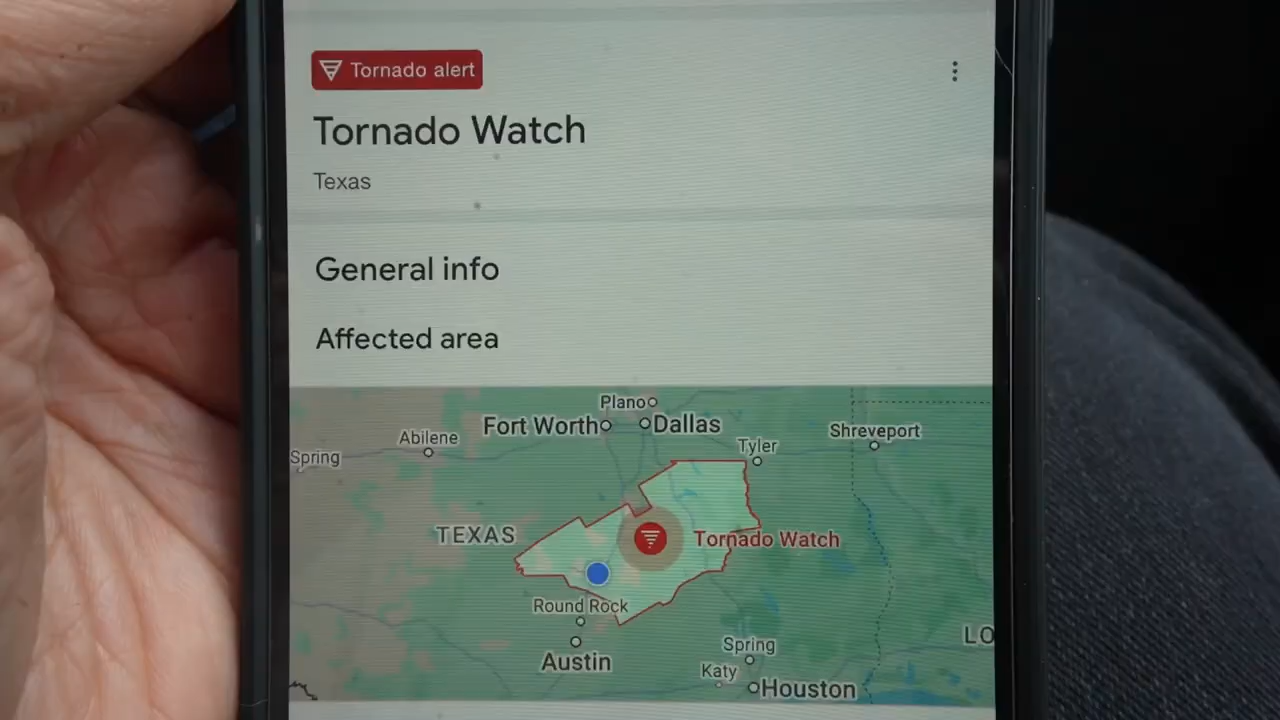 Tornado alert
Tornado Watch
Texas
General info
Affected area
Plano
Fort Worth
Dallas
Abilene
Tyler
Shreveport
Spring
TEXAS
Tornado Watch
Round Rock
Austin
Spring
Katy
Houston
LO